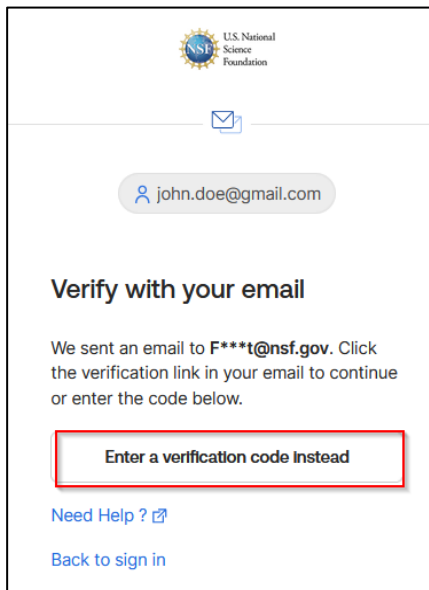 U.S. National
Science
Foundation
NSF
john.doe@gmail.com
Verify with your email
We sent an email to F***t@nsf.gov. Click
the verification link in your email to continue
or enter the code below.
Enter a verification code instead
Need Help ?
Back to sign in